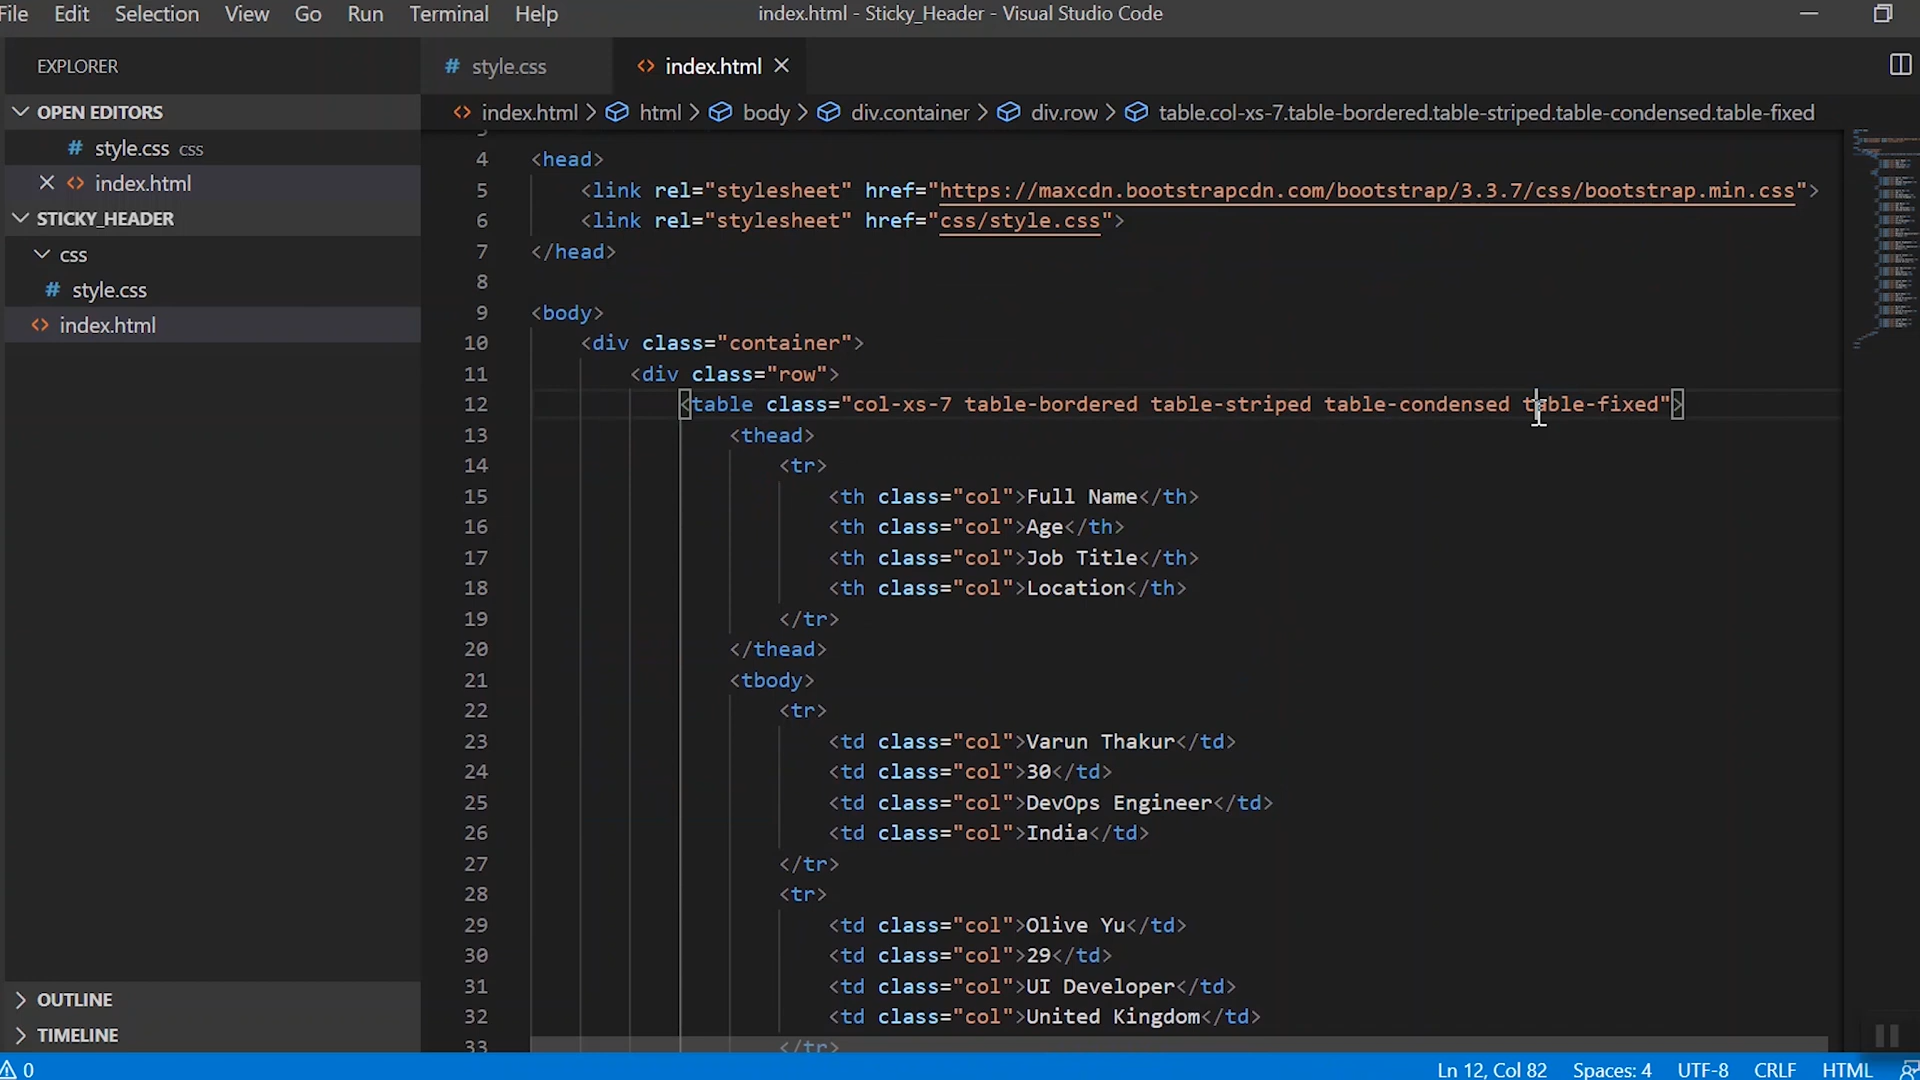 File Edit Selection View Go Run Terminal Help index.html - Sticky_Header - Visual Studio Code
EXPLORER
OPEN EDITORS
# style.css css
index.html
STICKY_HEADER
css
# style.css
index.html
OUTLINE
TIMELINE
# style.css <> index.html
<> index.html > html > body > div.container > div.row > table.col-xs-7.table-bordered.table-striped.table-condensed.table-fixed
3
4 <head>
5 <link rel="stylesheet" href="https://maxcdn.bootstrapcdn.com/bootstrap/3.3.7/css/bootstrap.min.css">
6 <link rel="stylesheet" href="css/style.css">
7 </head>
8
9 <body>
10 <div class="container">
11 <div class="row">
12 <table class="col-xs-7 table-bordered table-striped table-condensed table-fixed">
13 <thead>
14 <tr>
15 <th class="col">Full Name</th>
16 <th class="col">Age</th>
17 <th class="col">Job Title</th>
18 <th class="col">Location</th>
19 </tr>
20 </thead>
21 <tbody>
22 <tr>
23 <td class="col">Varun Thakur</td>
24 <td class="col">30</td>
25 <td class="col">DevOps Engineer</td>
26 <td class="col">India</td>
27 </tr>
28 <tr>
29 <td class="col">Olive Yu</td>
30 <td class="col">29</td>
31 <td class="col">UI Developer</td>
32 <td class="col">United Kingdom</td>
33 </tr>
0 Ln 12, Col 82 Spaces: 4 UTF-8 CRLF HTML